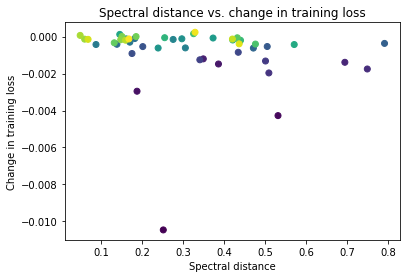 Spectral distance vs. change in training loss
Change in training loss
0.000
−0.002
−0.004
−0.006
−0.008
−0.010
0.1 0.2 0.3 0.4 0.5 0.6 0.7 0.8
Spectral distance